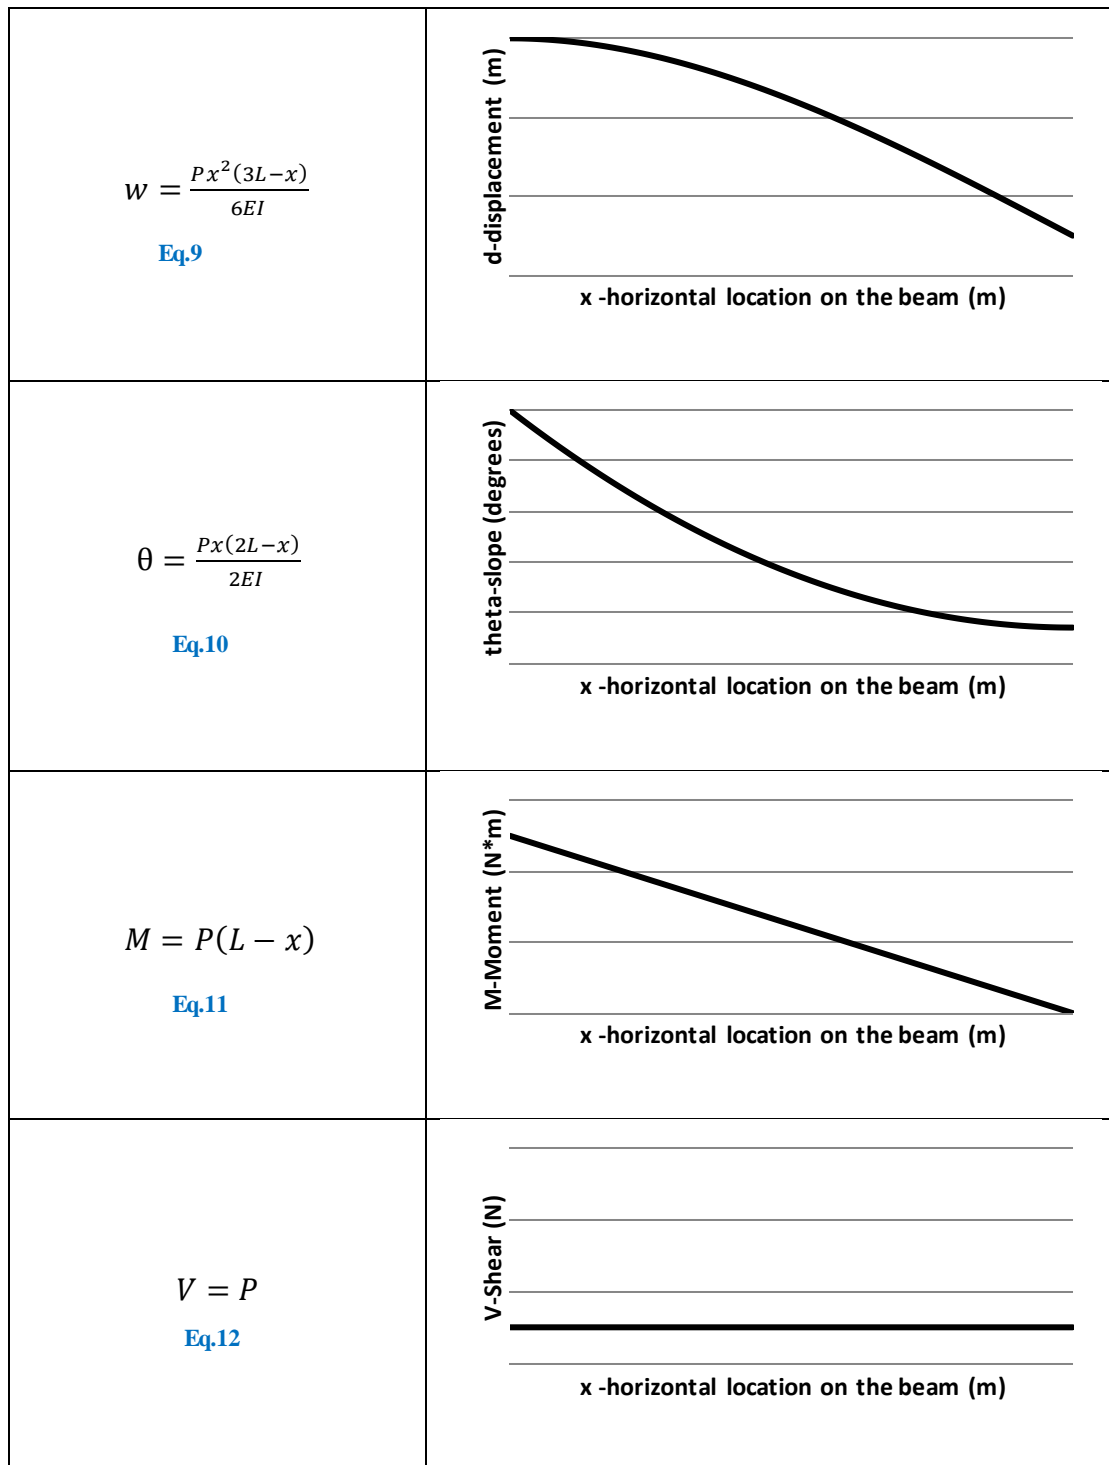 d-displacement (m)
w = Px²(3L−x)/6EI
Eq.9
x -horizontal location on the beam (m)
theta-slope (degrees)
θ = Px(2L−x)/2EI
Eq.10
x -horizontal location on the beam (m)
M-Moment (N*m)
M = P(L − x)
Eq.11
x -horizontal location on the beam (m)
V-Shear (N)
V = P
Eq.12
x -horizontal location on the beam (m)